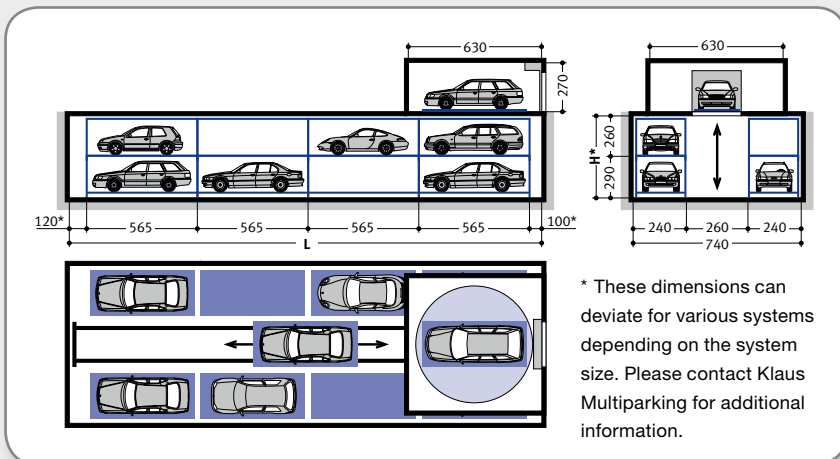 630
270
120*
565
565
565
565
100*
L
630
H*
260
290
240
260
240
740
* These dimensions can
deviate for various systems
depending on the system
size. Please contact Klaus
Multiparking for additional
information.